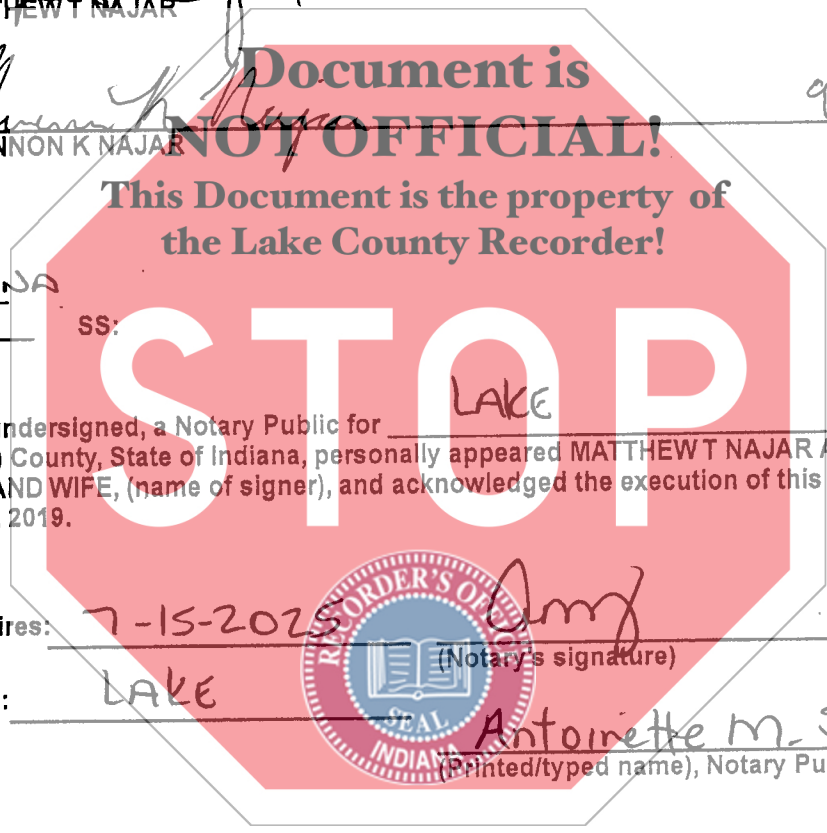 THEW T NAJAR
Document is
NOT OFFICIAL!
NNON K NAJAR
This Document is the property of
the Lake County Recorder!
NA
SS:
STOP
LAKE
ndersigned, a Notary Public for
County, State of Indiana, personally appeared MATTHEW T NAJAR A
AND WIFE, (name of signer), and acknowledged the execution of this
2019.
RECORDER'S OFFICE
ires: 7-15-2025
(Notary's signature)
: LAKE
SEAL
INDIANA
Antoinette M. S
(Printed/typed name), Notary Pu